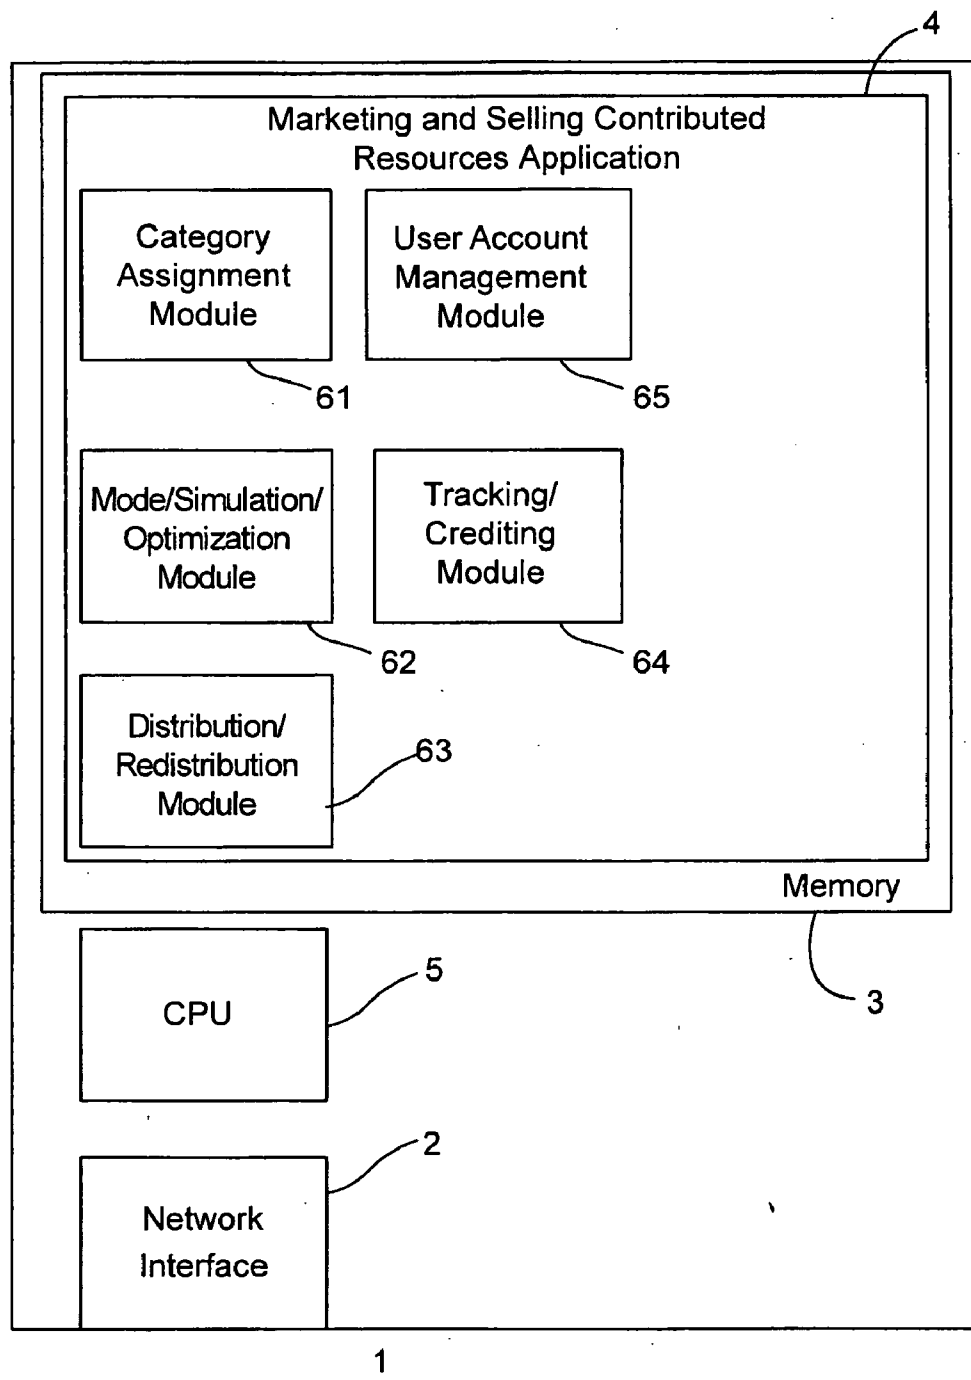 4
Marketing and Selling Contributed
Resources Application
Category
Assignment
Module
61
User Account
Management
Module
65
Mode/Simulation/
Optimization
Module
62
Tracking/
Crediting
Module
64
Distribution/
Redistribution
Module
63
Memory
3
CPU
5
Network
Interface
2
1